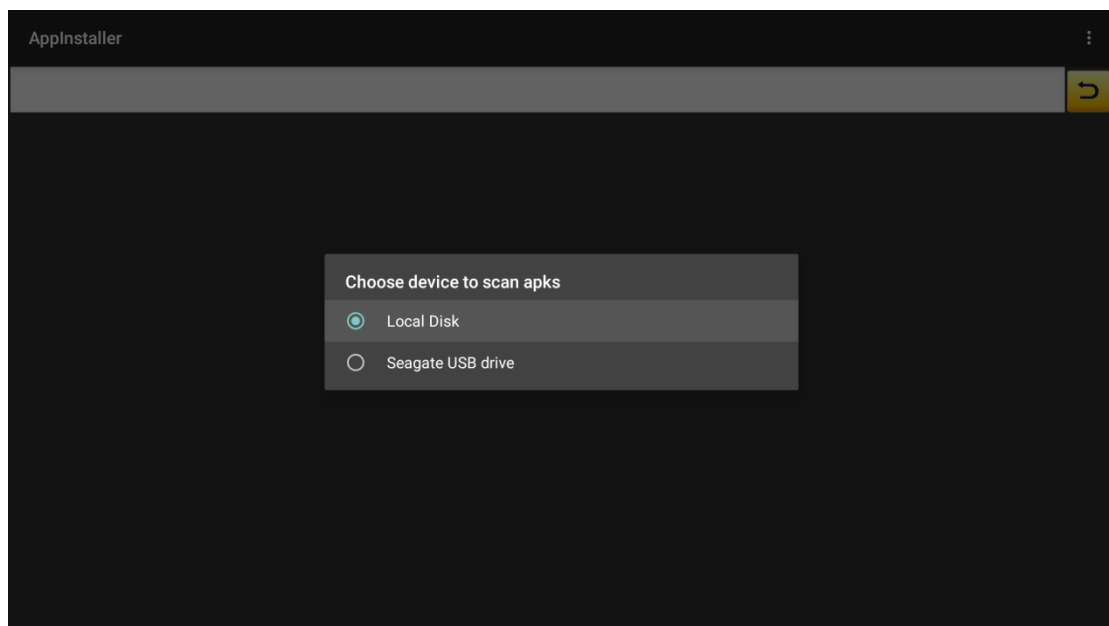 AppInstaller
Choose device to scan apks
Local Disk
Seagate USB drive